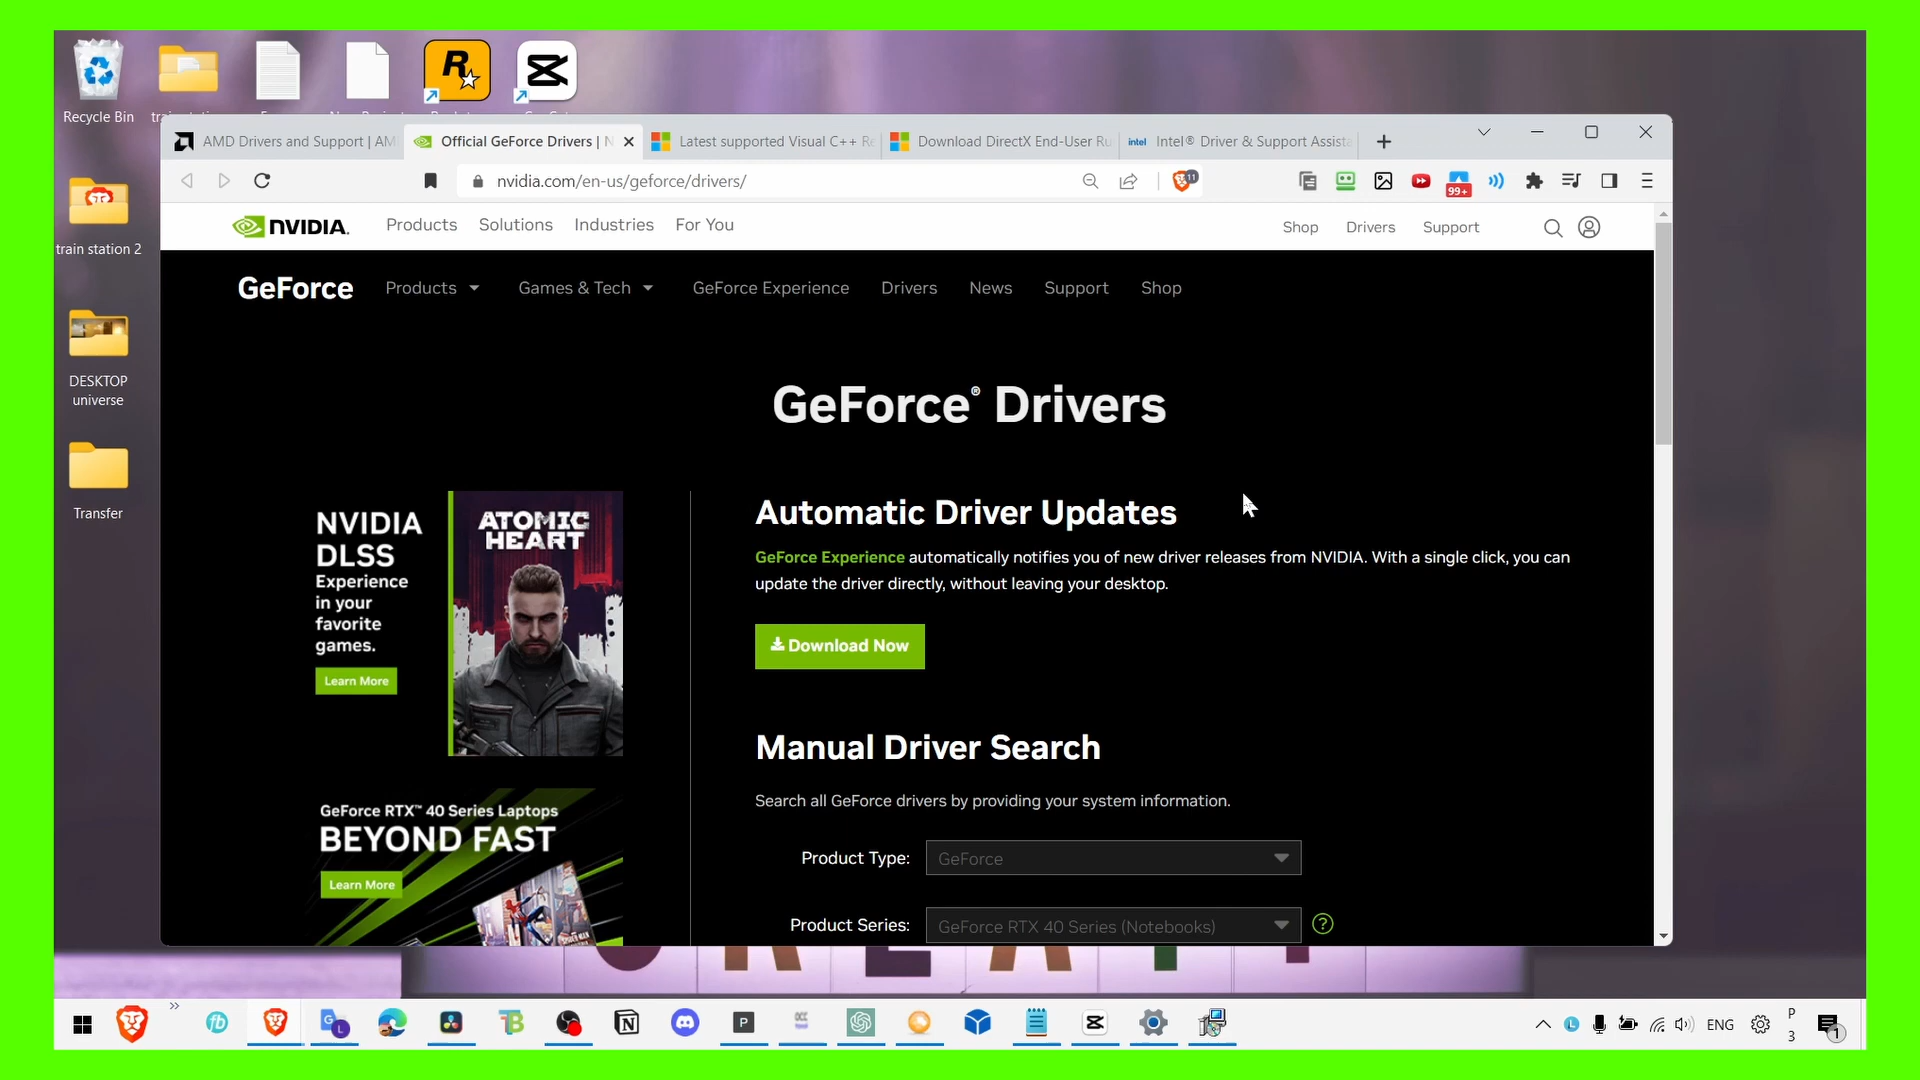 Recycle Bin
AMD Drivers and Support | AM
Official GeForce Drivers | N
Latest supported Visual C++ Re
Download DirectX End-User Ru
intel
Intel® Driver & Support Assista
nvidia.com/en-us/geforce/drivers/
11
99+
NVIDIA.
Products
Solutions
Industries
For You
Shop
Drivers
Support
GeForce
Products
Games & Tech
GeForce Experience
Drivers
News
Support
Shop
train station 2
DESKTOP
universe
Transfer
GeForce® Drivers
NVIDIA
DLSS
Experience
in your
favorite
games.
Learn More
ATOMIC
HEART
Automatic Driver Updates
GeForce Experience automatically notifies you of new driver releases from NVIDIA. With a single click, you can
update the driver directly, without leaving your desktop.
Download Now
Manual Driver Search
Search all GeForce drivers by providing your system information.
Product Type:
GeForce
Product Series:
GeForce RTX 40 Series (Notebooks)
?
GeForce RTX™ 40 Series Laptops
BEYOND FAST
Learn More
ENG
P
3
1